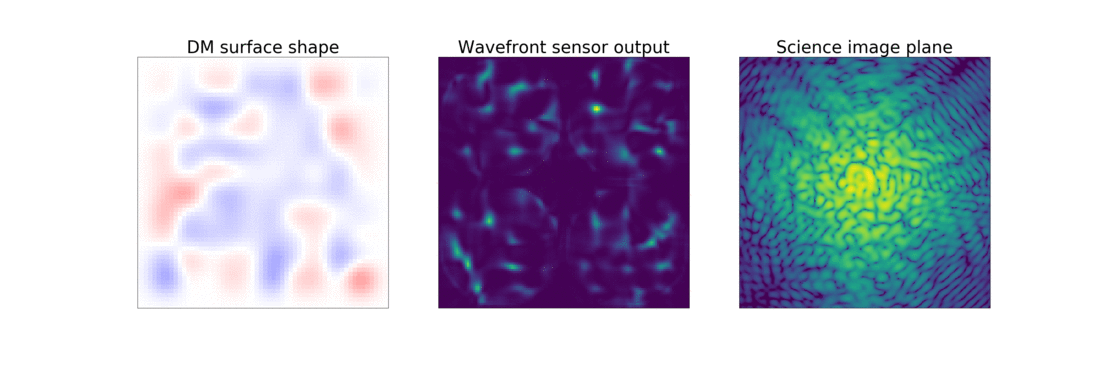 DM surface shape
Wavefront sensor output
Science image plane